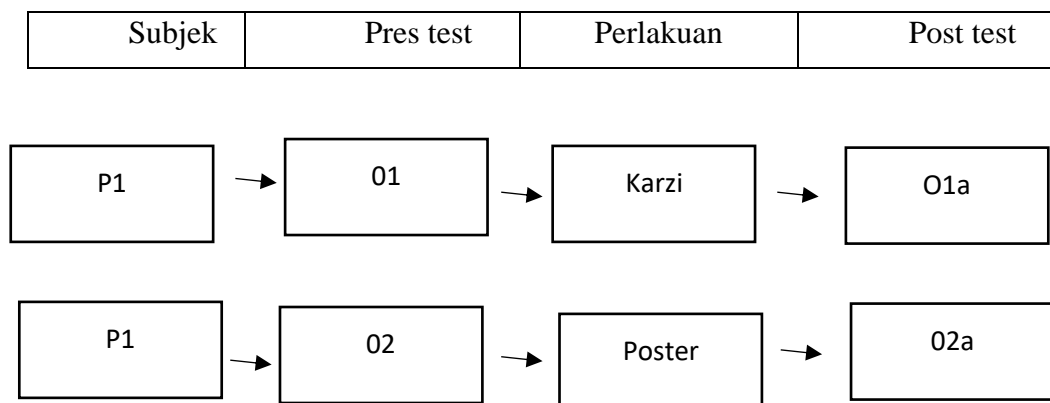 Subjek Pres test Perlakuan Post test
P1 01 Karzi O1a
P1 02 Poster 02a